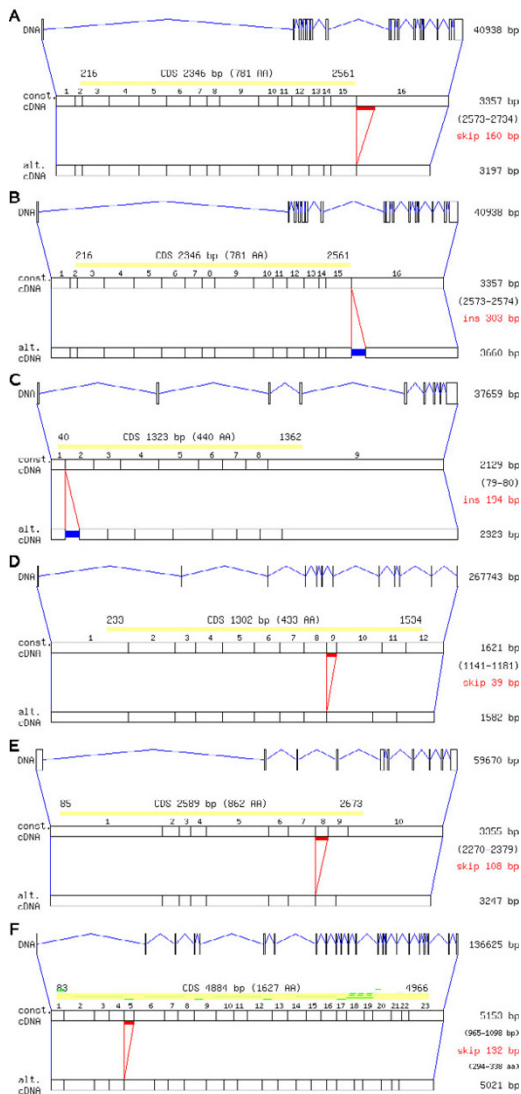 A
DNA 40938 bp
216 CDS 2346 bp (781 AA) 2561
1 2 3 4 5 6 7 8 9 10 11 12 13 14 15 16
const. cDNA 3357 bp
(2573-2734)
skip 160 bp
alt. cDNA 3197 bp
B
DNA 40938 bp
216 CDS 2346 bp (781 AA) 2561
1 2 3 4 5 6 7 8 9 10 11 12 13 14 15 16
const. cDNA 3357 bp
(2573-2574)
ins 303 bp
alt. cDNA 3660 bp
C
DNA 37659 bp
40 CDS 1323 bp (440 AA) 1362
1 2 3 4 5 6 7 8 9
const. cDNA 2129 bp
(79-80)
ins 194 bp
alt. cDNA 2323 bp
D
DNA 267743 bp
233 CDS 1302 bp (433 AA) 1534
1 2 3 4 5 6 7 8 9 10 11 12
const. cDNA 1621 bp
(1141-1181)
skip 39 bp
alt. cDNA 1582 bp
E
DNA 59670 bp
85 CDS 2589 bp (862 AA) 2673
1 2 3 4 5 6 7 8 9 10
const. cDNA 3355 bp
(2270-2379)
skip 108 bp
alt. cDNA 3247 bp
F
DNA 136625 bp
83 CDS 4884 bp (1627 AA) 4966
1 2 3 4 5 6 7 8 9 10 11 12 13 14 15 16 17 18 19 20 21 22 23
const. cDNA 5153 bp
(965-1098 bp)
skip 132 bp
(294-338 aa)
alt. cDNA 5021 bp